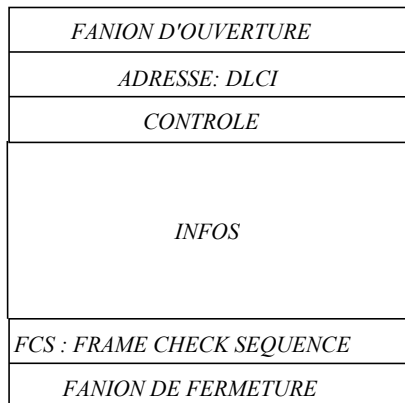 FANION D'OUVERTURE
ADRESSE: DLCI
CONTROLE
INFOS
FCS : FRAME CHECK SEQUENCE
FANION DE FERMETURE